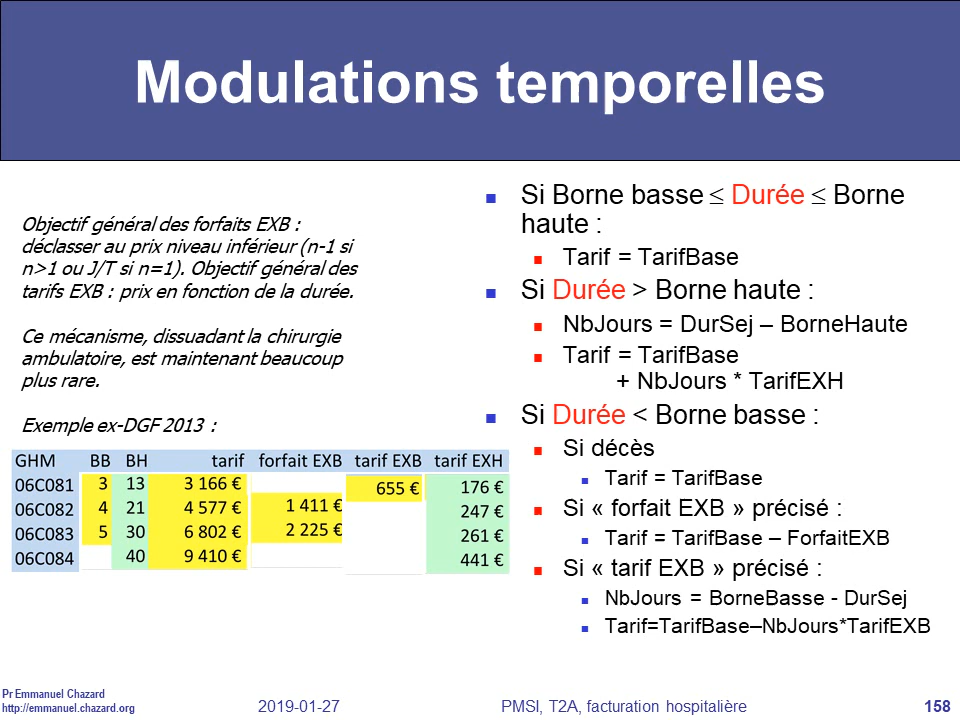 Modulations temporelles
Objectif général des forfaits EXB :
déclasser au prix niveau inférieur (n-1 si
n>1 ou J/T si n=1). Objectif général des
tarifs EXB : prix en fonction de la durée.
Ce mécanisme, dissuadant la chirurgie
ambulatoire, est maintenant beaucoup
plus rare.
Exemple ex-DGF 2013 :
GHM BB BH tarif forfait EXB tarif EXB tarif EXH
06C081 3 13 3 166 € 655 € 176 €
06C082 4 21 4 577 € 1 411 € 247 €
06C083 5 30 6 802 € 2 225 € 261 €
06C084 40 9 410 € 441 €
Si Borne basse ≤ Durée ≤ Borne
haute :
Tarif = TarifBase
Si Durée > Borne haute :
NbJours = DurSej – BorneHaute
Tarif = TarifBase
+ NbJours * TarifEXH
Si Durée < Borne basse :
Si décès
Tarif = TarifBase
Si « forfait EXB » précisé :
Tarif = TarifBase – ForfaitEXB
Si « tarif EXB » précisé :
NbJours = BorneBasse - DurSej
Tarif=TarifBase–NbJours*TarifEXB
Pr Emmanuel Chazard
http://emmanuel.chazard.org
2019-01-27
PMSI, T2A, facturation hospitalière
158